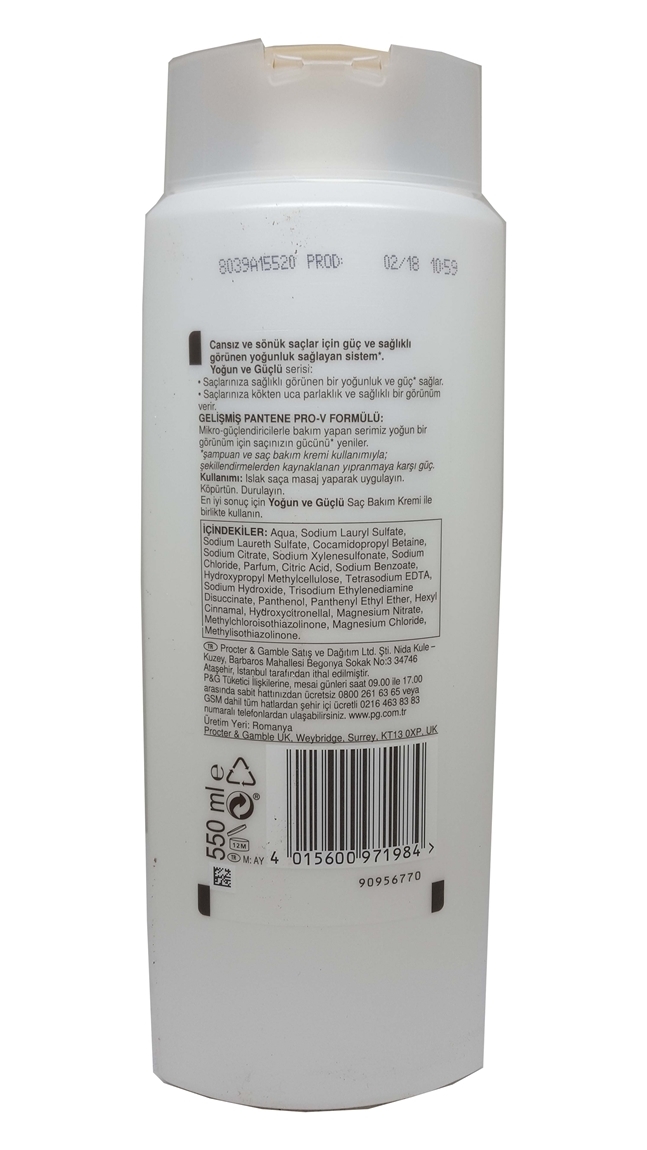 8039A15520 PROD: 02/18 10:59
Cansız ve sönük saçlar için güç ve sağlıklı
görünen yoğunluk sağlayan sistem*.
Yoğun ve Güçlü serisi:
• Saçlarınıza sağlıklı görünen bir yoğunluk ve güç* sağlar.
• Saçlarınıza kökten uca parlaklık ve sağlıklı bir görünüm
verir.
GELİŞMİŞ PANTENE PRO-V FORMÜLÜ:
Mikro-güçlendiricilerle bakım yapan serimiz yoğun bir
görünüm için saçınızın gücünü* yeniler.
*şampuan ve saç bakım kremi kullanımıyla;
şekillendirmelerden kaynaklanan yıpranmaya karşı güç.
Kullanımı: Islak saça masaj yaparak uygulayın.
Köpürtün. Durulayın.
En iyi sonuç için Yoğun ve Güçlü Saç Bakım Kremi ile
birlikte kullanın.
İÇİNDEKİLER: Aqua, Sodium Lauryl Sulfate,
Sodium Laureth Sulfate, Cocamidopropyl Betaine,
Sodium Citrate, Sodium Xylenesulfonate, Sodium
Chloride, Parfum, Citric Acid, Sodium Benzoate,
Hydroxypropyl Methylcellulose, Tetrasodium EDTA,
Sodium Hydroxide, Trisodium Ethylenediamine
Disuccinate, Panthenol, Panthenyl Ethyl Ether, Hexyl
Cinnamal, Hydroxycitronellal, Magnesium Nitrate,
Methylchloroisothiazolinone, Magnesium Chloride,
Methylisothiazolinone.
TR Procter & Gamble Satış ve Dağıtım Ltd. Şti. Nida Kule –
Kuzey, Barbaros Mahallesi Begonya Sokak No:3 34746
Ataşehir, İstanbul tarafından ithal edilmiştir.
P&G Tüketici İlişkilerine, mesai günleri saat 09.00 ile 17.00
arasında sabit hattınızdan ücretsiz 0800 261 63 65 veya
GSM dahil tüm hatlardan şehir içi ücretli 0216 463 83 83
numaralı telefonlardan ulaşabilirsiniz. www.pg.com.tr
Üretim Yeri: Romanya
Procter & Gamble UK, Weybridge, Surrey, KT13 0XP, UK
550 ml e
®
12M
TR M: AY
4 015600 971984 >
90956770